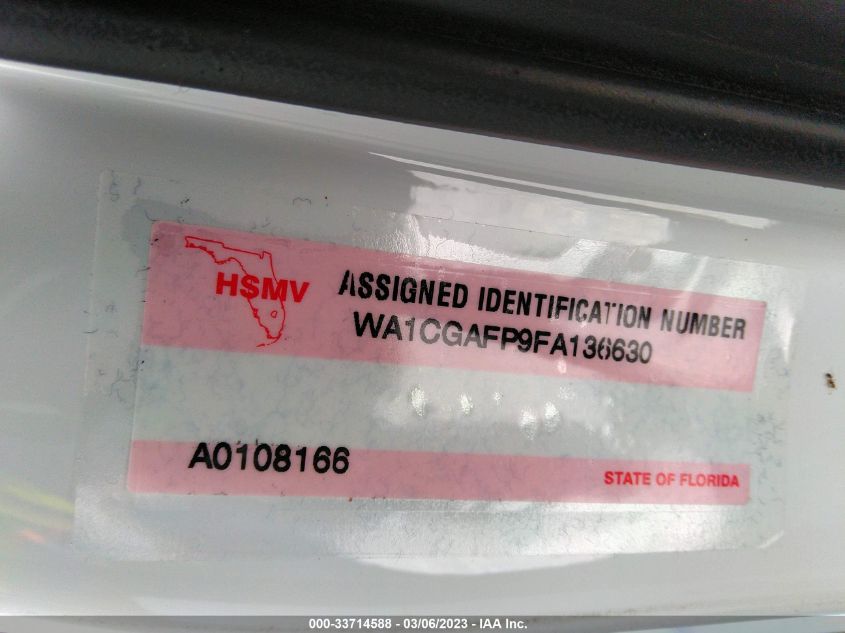 HSMV
ASSIGNED IDENTIFICATION NUMBER
WA1CGAFP9FA136630
A0108166
STATE OF FLORIDA
000-33714588 - 03/06/2023 - IAA Inc.